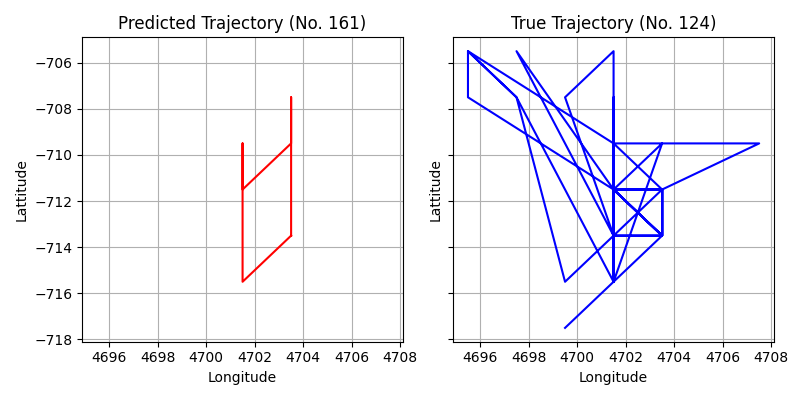 Predicted Trajectory (No. 161)
True Trajectory (No. 124)
−706
−708
−710
−712
−714
−716
−718
Lattitude
Lattitude
4696 4698 4700 4702 4704 4706 4708
4696 4698 4700 4702 4704 4706 4708
Longitude
Longitude